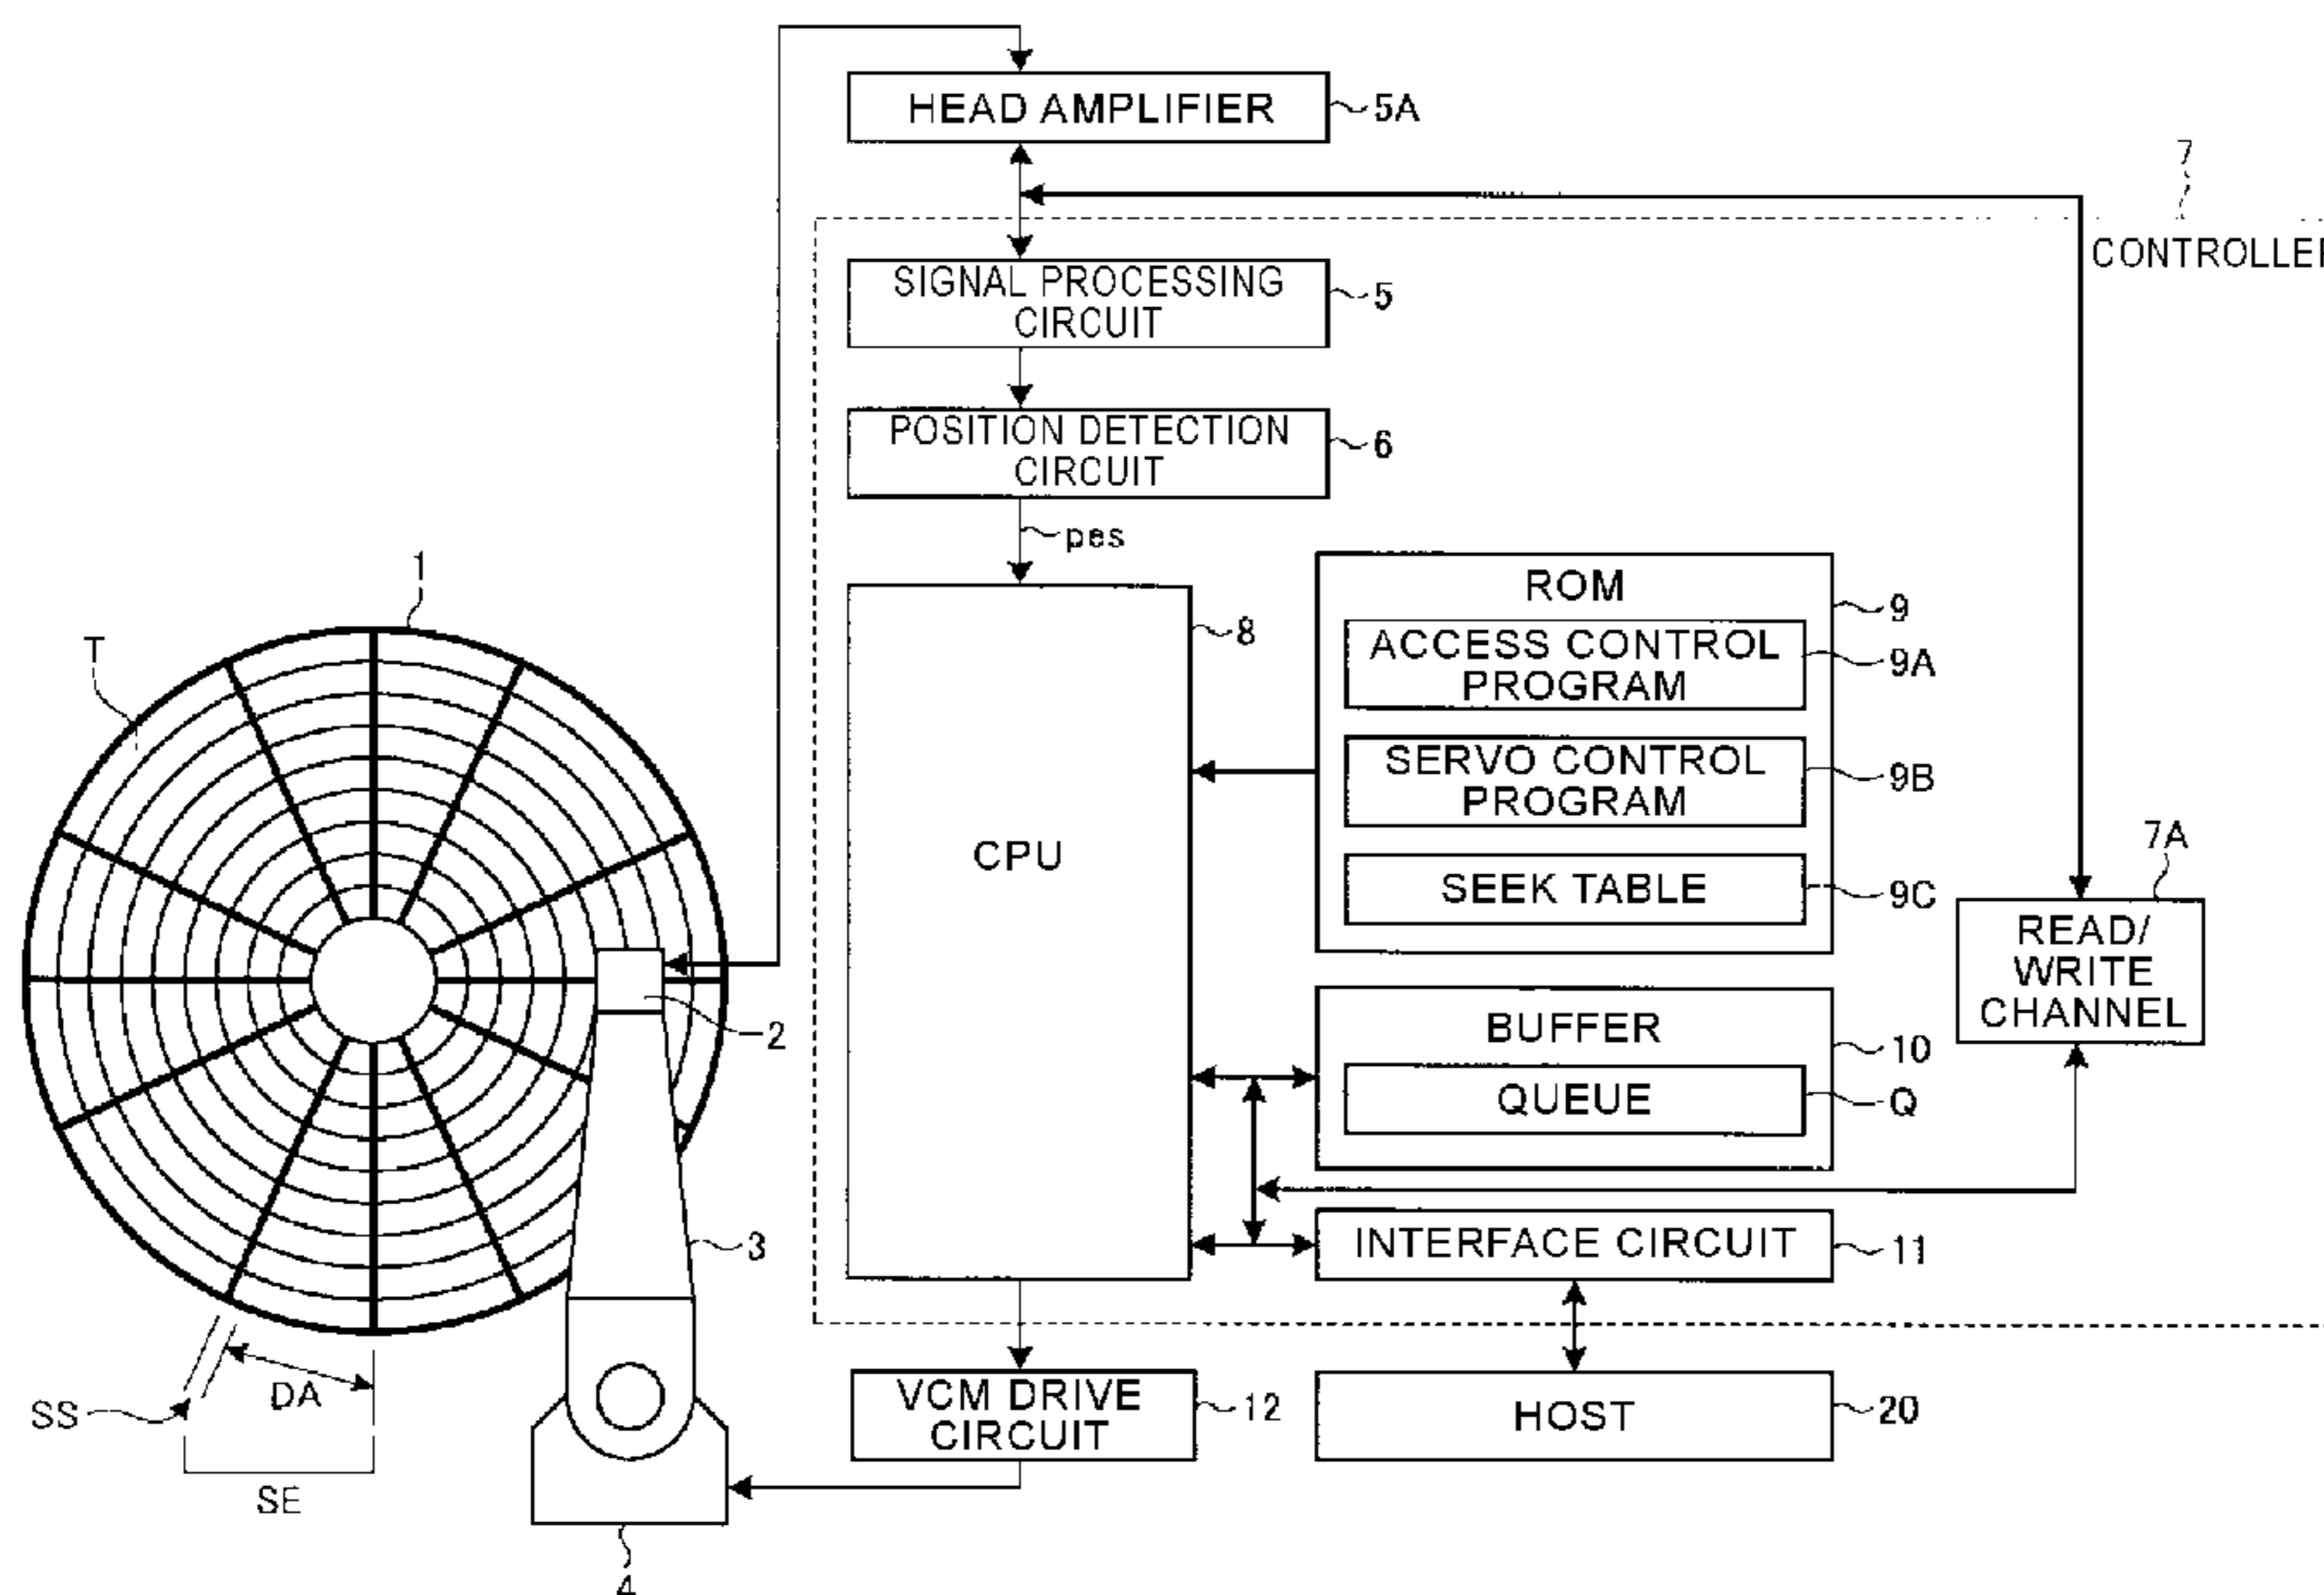 HEAD AMPLIFIER
5A
7
CONTROLLER
SIGNAL PROCESSING
CIRCUIT
5
POSITION DETECTION
CIRCUIT
6
pes
1
T
ROM
9
8
ACCESS CONTROL
PROGRAM
9A
SERVO CONTROL
PROGRAM
9B
CPU
7A
SEEK TABLE
9C
READ/
WRITE
CHANNEL
2
BUFFER
10
QUEUE
Q
3
INTERFACE CIRCUIT
11
DA
SS
VCM DRIVE
CIRCUIT
12
HOST
20
SE
4